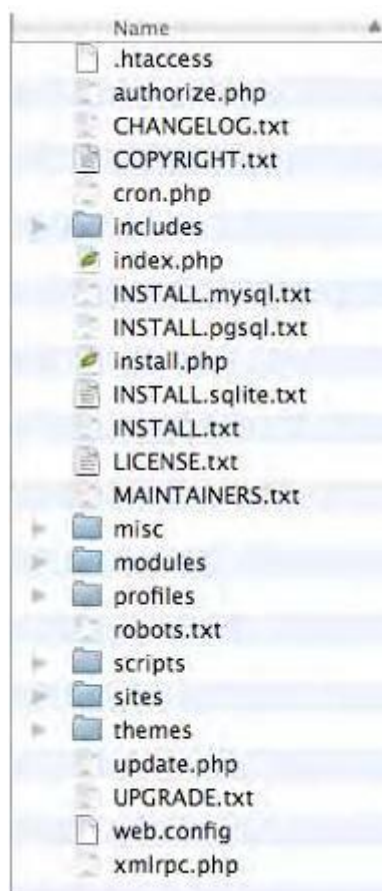 Name
.htaccess
authorize.php
CHANGELOG.txt
COPYRIGHT.txt
cron.php
includes
index.php
INSTALL.mysql.txt
INSTALL.pgsql.txt
install.php
INSTALL.sqlite.txt
INSTALL.txt
LICENSE.txt
MAINTAINERS.txt
misc
modules
profiles
robots.txt
scripts
sites
themes
update.php
UPGRADE.txt
web.config
xmlrpc.php